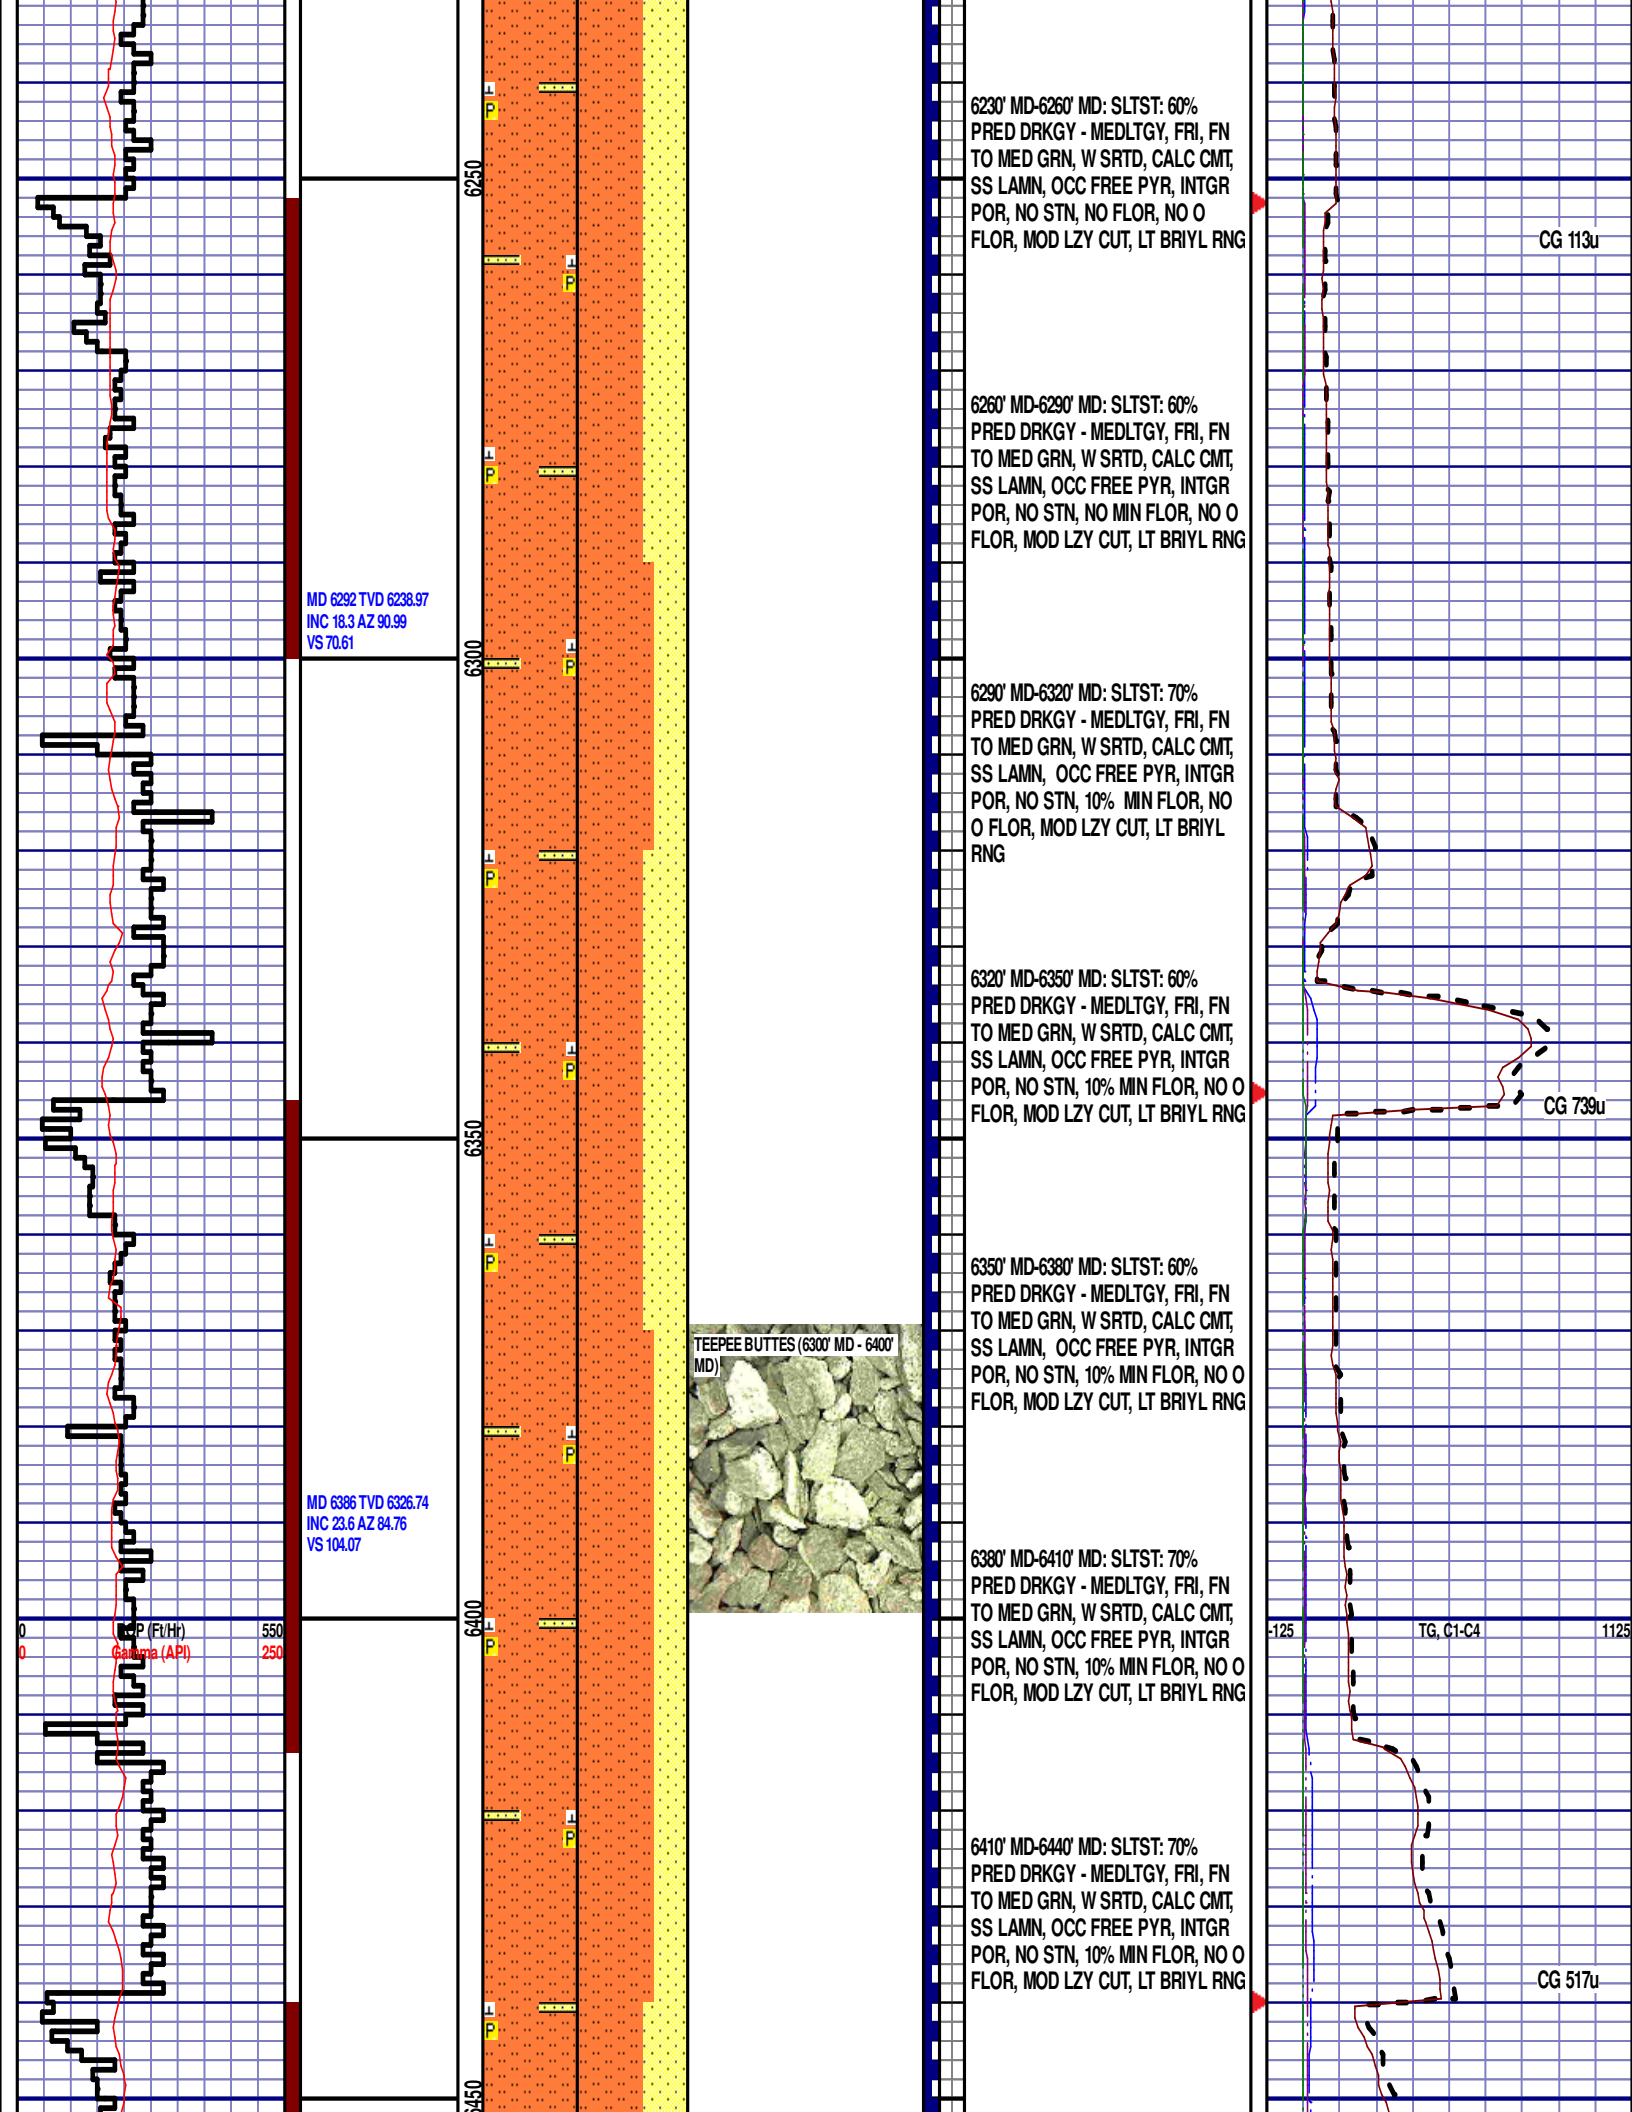 6230' MD-6260' MD: SLTST: 60%
PRED DRKGY - MEDLTGY, FRI, FN
TO MED GRN, W SRTD, CALC CMT,
SS LAMN, OCC FREE PYR, INTGR
POR, NO STN, NO FLOR, NO O
FLOR, MOD LZY CUT, LT BRIYL RNG
6250
CG 113u
P
P
6260' MD-6290' MD: SLTST: 60%
PRED DRKGY - MEDLTGY, FRI, FN
TO MED GRN, W SRTD, CALC CMT,
SS LAMN, OCC FREE PYR, INTGR
POR, NO STN, NO MIN FLOR, NO O
FLOR, MOD LZY CUT, LT BRIYL RNG
P
MD 6292 TVD 6238.97
INC 18.3 AZ 90.99
VS 70.61
6300
P
6290' MD-6320' MD: SLTST: 70%
PRED DRKGY - MEDLTGY, FRI, FN
TO MED GRN, W SRTD, CALC CMT,
SS LAMN, OCC FREE PYR, INTGR
POR, NO STN, 10% MIN FLOR, NO
O FLOR, MOD LZY CUT, LT BRIYL
RNG
P
6320' MD-6350' MD: SLTST: 60%
PRED DRKGY - MEDLTGY, FRI, FN
TO MED GRN, W SRTD, CALC CMT,
SS LAMN, OCC FREE PYR, INTGR
POR, NO STN, 10% MIN FLOR, NO O
FLOR, MOD LZY CUT, LT BRIYL RNG
P
CG 739u
6350
P
6350' MD-6380' MD: SLTST: 60%
PRED DRKGY - MEDLTGY, FRI, FN
TO MED GRN, W SRTD, CALC CMT,
SS LAMN, OCC FREE PYR, INTGR
POR, NO STN, 10% MIN FLOR, NO O
FLOR, MOD LZY CUT, LT BRIYL RNG
TEEPEE BUTTES (6300' MD - 6400'
MD)
P
MD 6386 TVD 6326.74
INC 23.6 AZ 84.76
VS 104.07
6380' MD-6410' MD: SLTST: 70%
PRED DRKGY - MEDLTGY, FRI, FN
TO MED GRN, W SRTD, CALC CMT,
SS LAMN, OCC FREE PYR, INTGR
POR, NO STN, 10% MIN FLOR, NO O
FLOR, MOD LZY CUT, LT BRIYL RNG
6400
0 ROP (Ft/Hr) 550
0 Gamma (API) 250
P
-125 TG, C1-C4 1125
P
6410' MD-6440' MD: SLTST: 70%
PRED DRKGY - MEDLTGY, FRI, FN
TO MED GRN, W SRTD, CALC CMT,
SS LAMN, OCC FREE PYR, INTGR
POR, NO STN, 10% MIN FLOR, NO O
FLOR, MOD LZY CUT, LT BRIYL RNG
CG 517u
P
6450